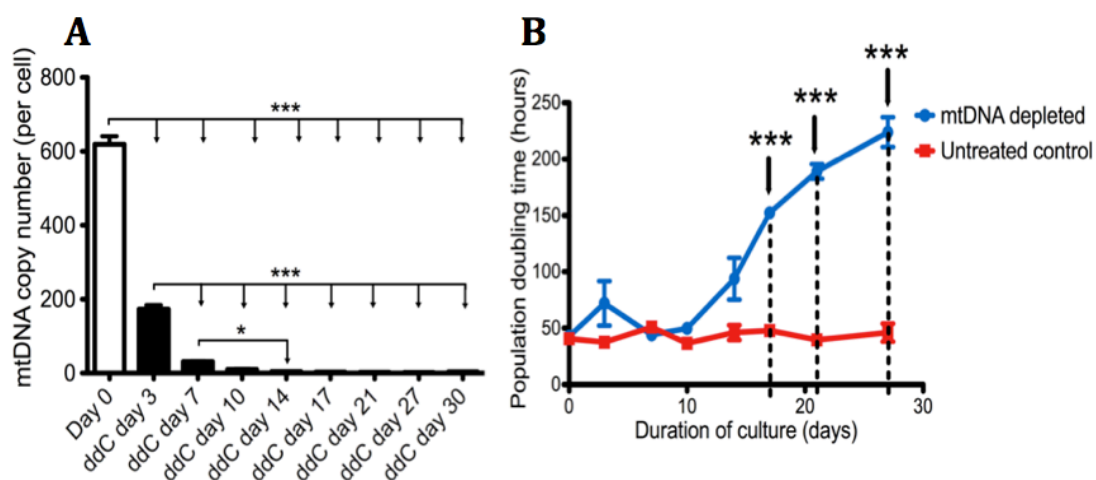 A
mtDNA copy number (per cell)
800
600
400
200
0
***
***
*
Day 0
ddC day 3
ddC day 7
ddC day 10
ddC day 14
ddC day 17
ddC day 21
ddC day 27
ddC day 30
B
Population doubling time (hours)
250
200
150
100
50
0
***
***
***
mtDNA depleted
Untreated control
0
10
20
30
Duration of culture (days)